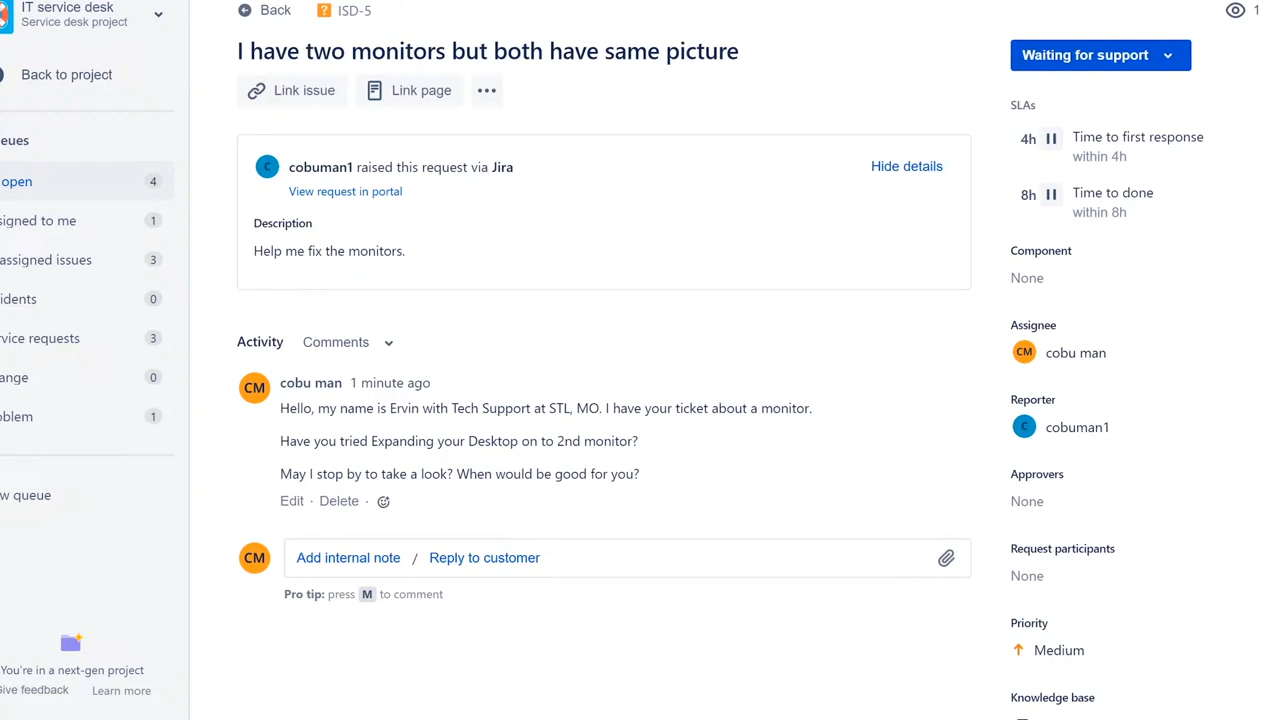 IT service desk
Service desk project
Back to project
eues
open
4
signed to me
1
assigned issues
3
idents
0
rvice requests
3
ange
0
oblem
1
w queue
You're in a next-gen project
Give feedback
Learn more
Back
ISD-5
1
I have two monitors but both have same picture
Link issue
Link page
C
cobuman1 raised this request via Jira
Hide details
View request in portal
Description
Help me fix the monitors.
Activity
Comments
CM
cobu man 1 minute ago
Hello, my name is Ervin with Tech Support at STL, MO. I have your ticket about a monitor.
Have you tried Expanding your Desktop on to 2nd monitor?
May I stop by to take a look? When would be good for you?
Edit · Delete ·
CM
Add internal note / Reply to customer
Pro tip: press M to comment
Waiting for support
SLAs
4h
Time to first response
within 4h
8h
Time to done
within 8h
Component
None
Assignee
CM
cobu man
Reporter
C
cobuman1
Approvers
None
Request participants
None
Priority
Medium
Knowledge base